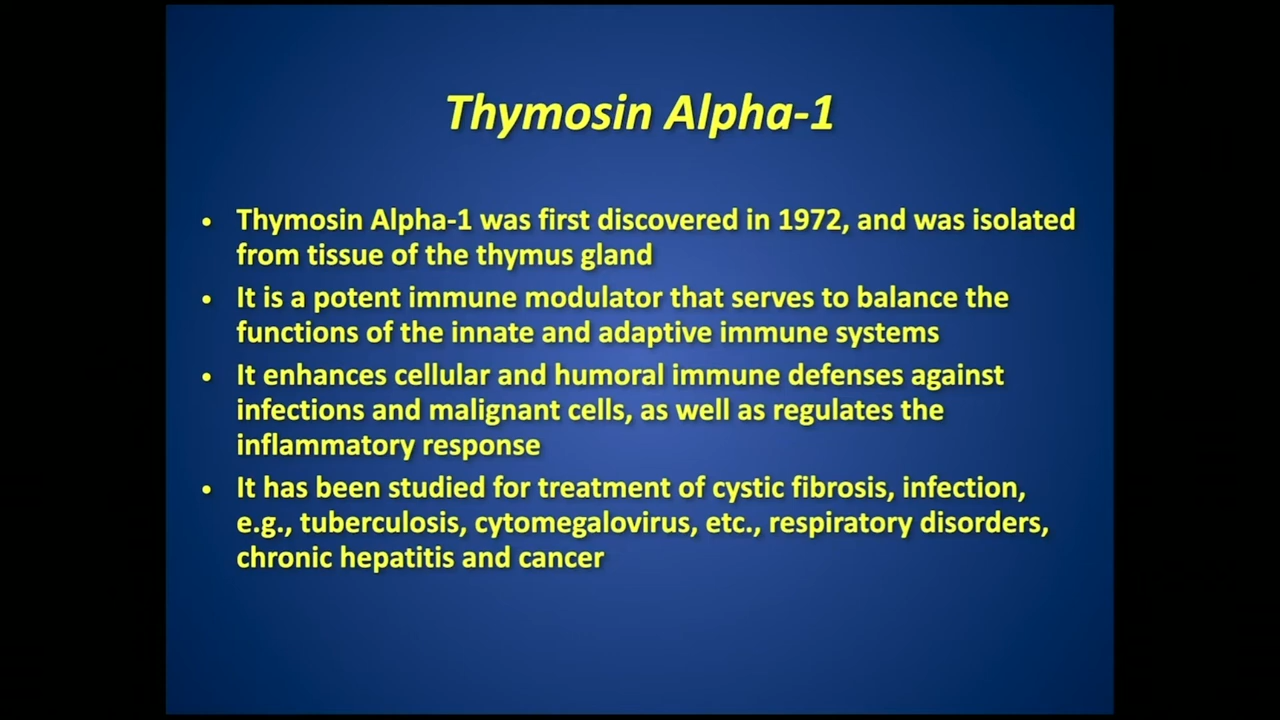 Thymosin Alpha-1
• Thymosin Alpha-1 was first discovered in 1972, and was isolated
from tissue of the thymus gland
• It is a potent immune modulator that serves to balance the
functions of the innate and adaptive immune systems
• It enhances cellular and humoral immune defenses against
infections and malignant cells, as well as regulates the
inflammatory response
• It has been studied for treatment of cystic fibrosis, infection,
e.g., tuberculosis, cytomegalovirus, etc., respiratory disorders,
chronic hepatitis and cancer